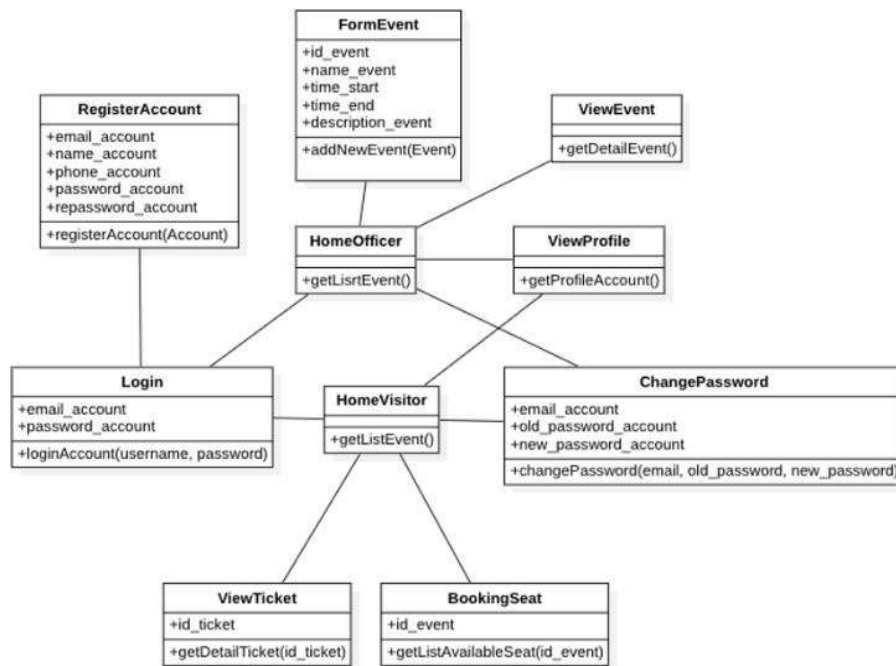 FormEvent
+id_event
+name_event
+time_start
+time_end
+description_event
+addNewEvent(Event)
RegisterAccount
+email_account
+name_account
+phone_account
+password_account
+repassword_account
+registerAccount(Account)
ViewEvent
+getDetailEvent()
HomeOfficer
+getLisrtEvent()
ViewProfile
+getProfileAccount()
Login
+email_account
+password_account
+loginAccount(username, password)
HomeVisitor
+getListEvent()
ChangePassword
+email_account
+old_password_account
+new_password_account
+changePassword(email, old_password, new_password)
ViewTicket
+id_ticket
+getDetailTicket(id_ticket)
BookingSeat
+id_event
+getListAvailableSeat(id_event)